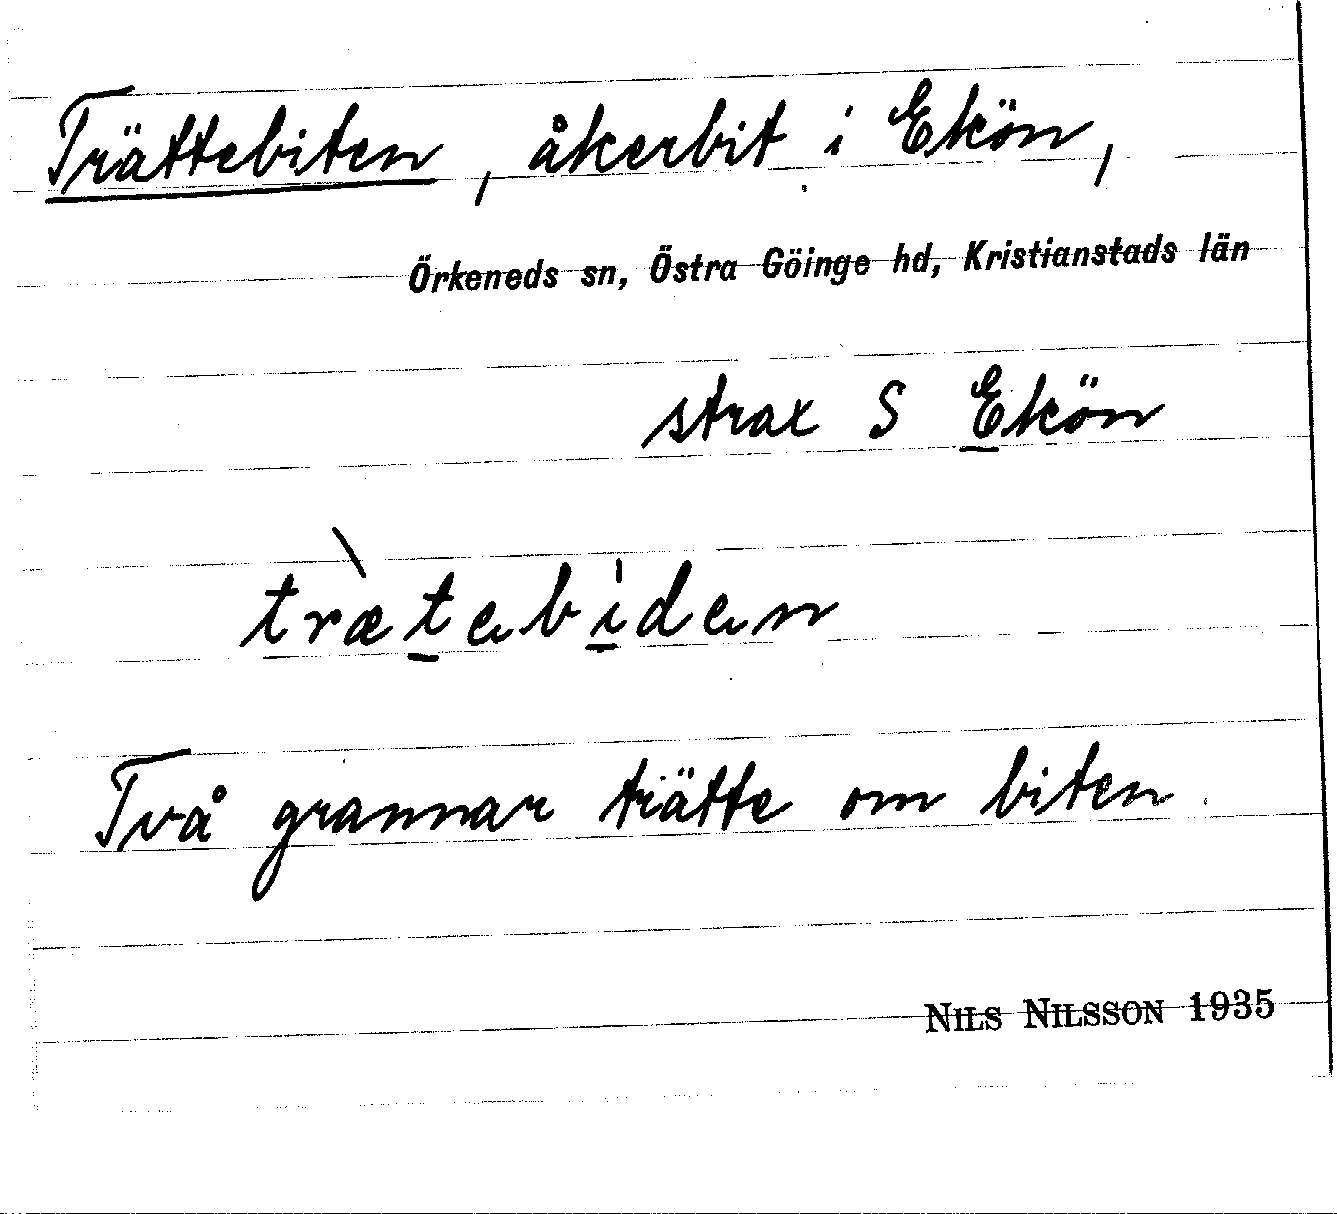 Trättebiten, åkerbit i Ekön,
Örkeneds sn, Östra Göinge hd, Kristianstads län
strax S Ekön
trætebiden
Två grannar trätte om biten.
NILS NILSSON 1935